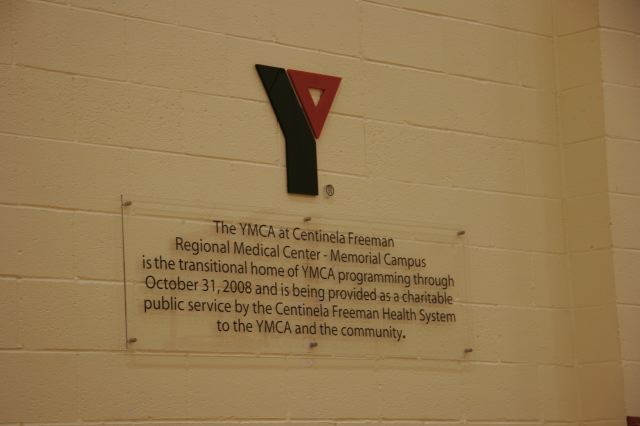 Y®
The YMCA at Centinela Freeman
Regional Medical Center - Memorial Campus
is the transitional home of YMCA programming through
October 31, 2008 and is being provided as a charitable
public service by the Centinela Freeman Health System
to the YMCA and the community.